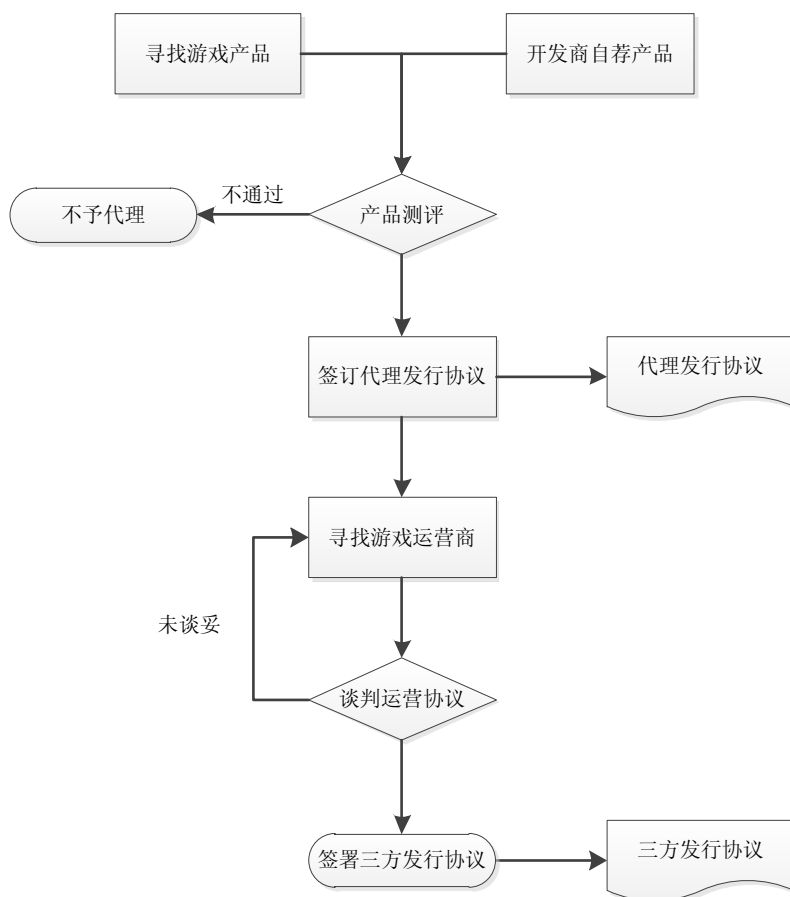 寻找游戏产品
开发商自荐产品
不通过
不予代理
产品测评
签订代理发行协议
代理发行协议
寻找游戏运营商
未谈妥
谈判运营协议
签署三方发行协议
三方发行协议